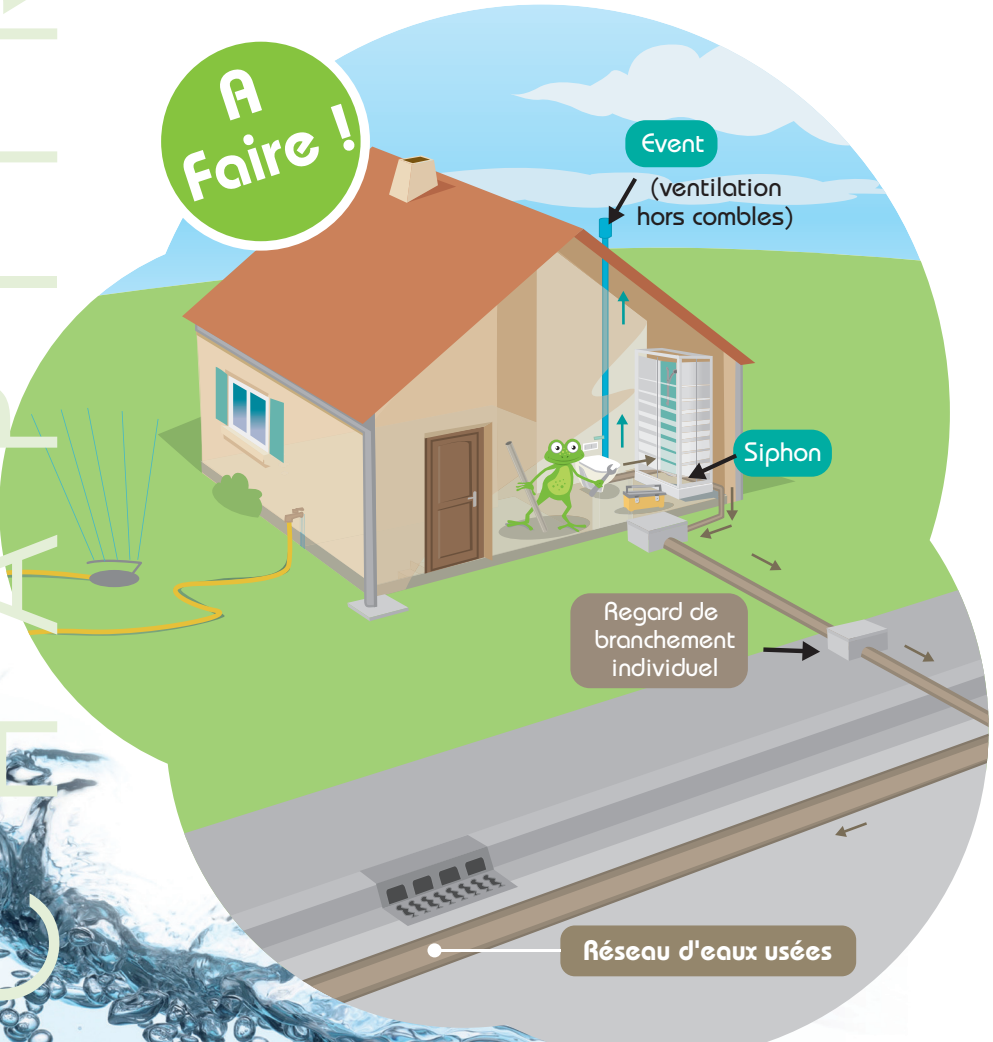 A
Faire !
Event
(ventilation
hors combles)
Siphon
Regard de
branchement
individuel
Réseau d'eaux usées